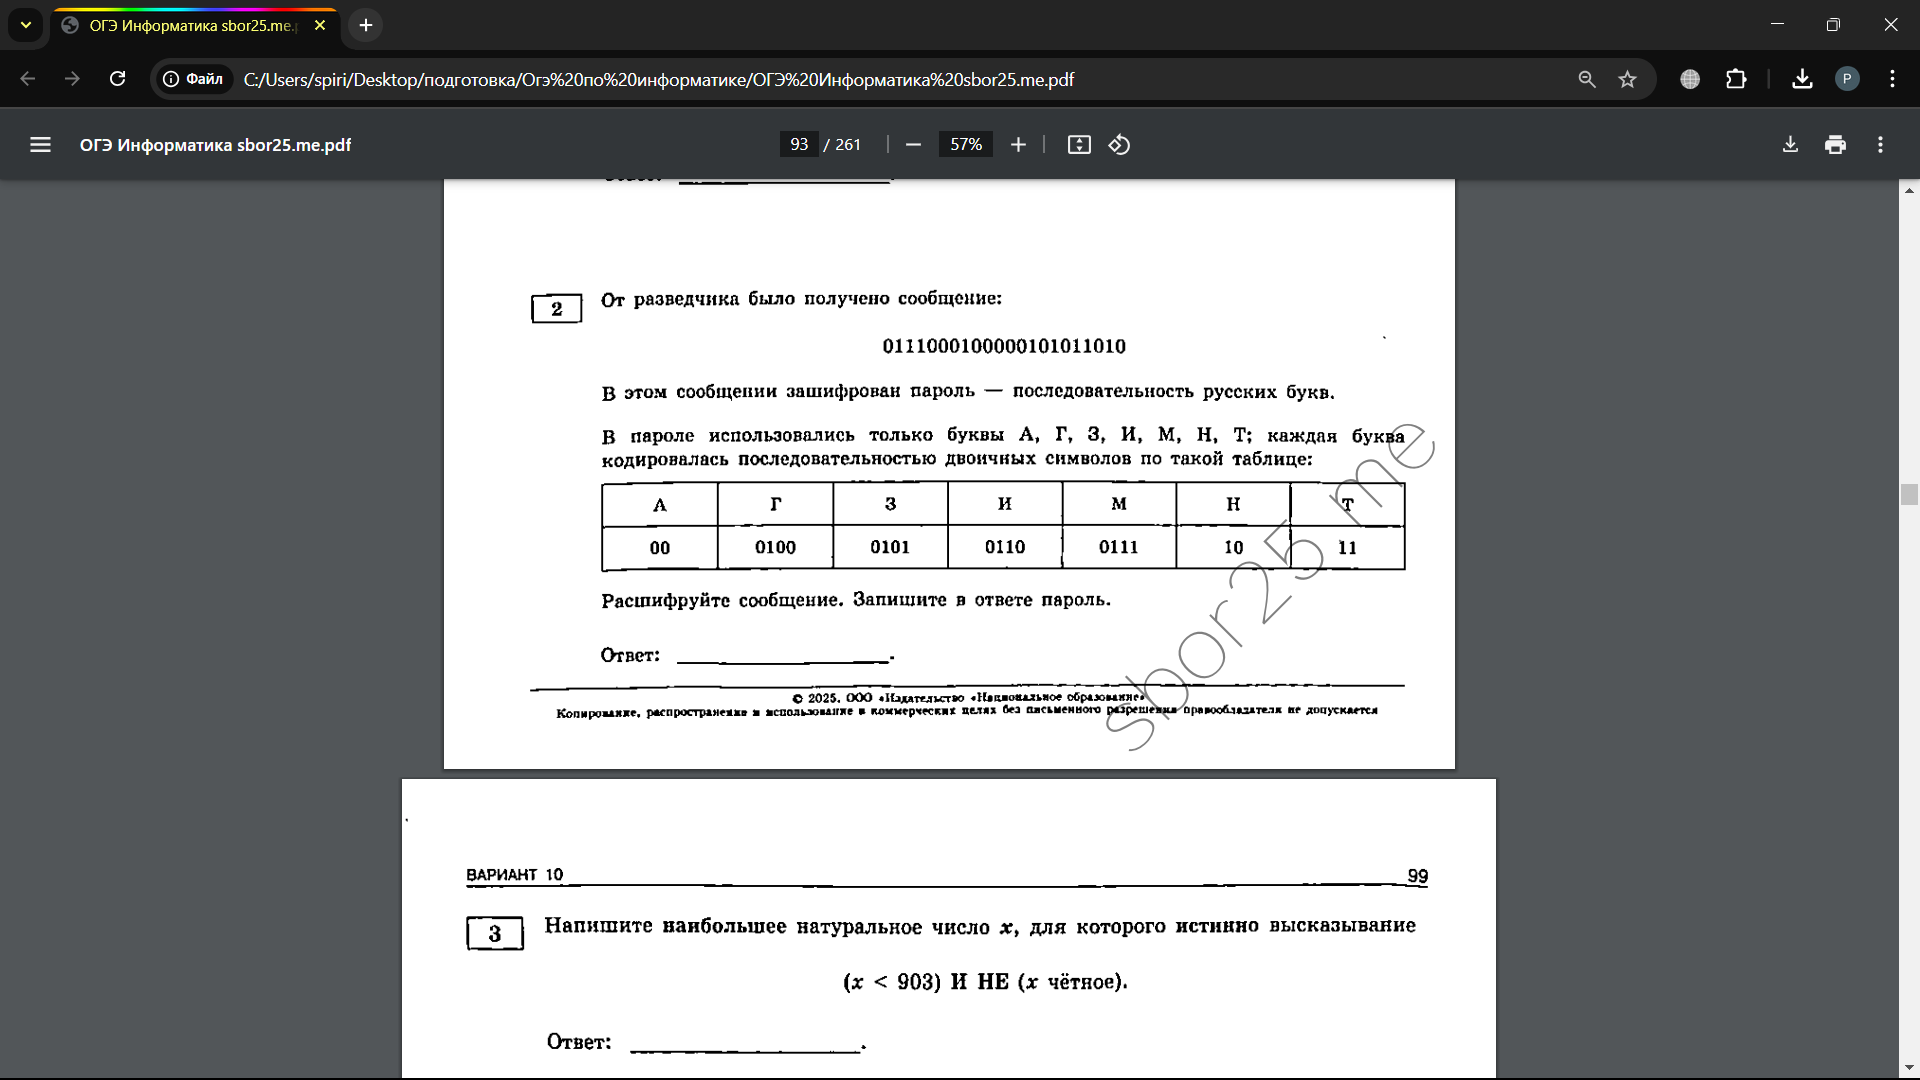 ОГЭ Информатика sbor25.me.p
Файл
C:/Users/spiri/Desktop/подготовка/Огэ%20по%20информатике/ОГЭ%20Информатика%20sbor25.me.pdf
P
ОГЭ Информатика sbor25.me.pdf
93 / 261
57%
2
От разведчика было получено сообщение:
0111000100000101011010
В этом сообщении зашифрован пароль — последовательность русских букв.
В пароле использовались только буквы А, Г, З, И, М, Н, Т; каждая буква
кодировалась последовательностью двоичных символов по такой таблице:
А Г З И М Н Т
00 0100 0101 0110 0111 10 11
Расшифруйте сообщение. Запишите в ответе пароль.
Ответ: .
© 2025. ООО «Издательство «Национальное образование»
Копирование, распространение и использование в коммерческих целях без письменного разрешения правообладателя не допускается
sbor25 me
ВАРИАНТ 10
99
3
Напишите наибольшее натуральное число x, для которого истинно высказывание
(x < 903) И НЕ (x чётное).
Ответ: .